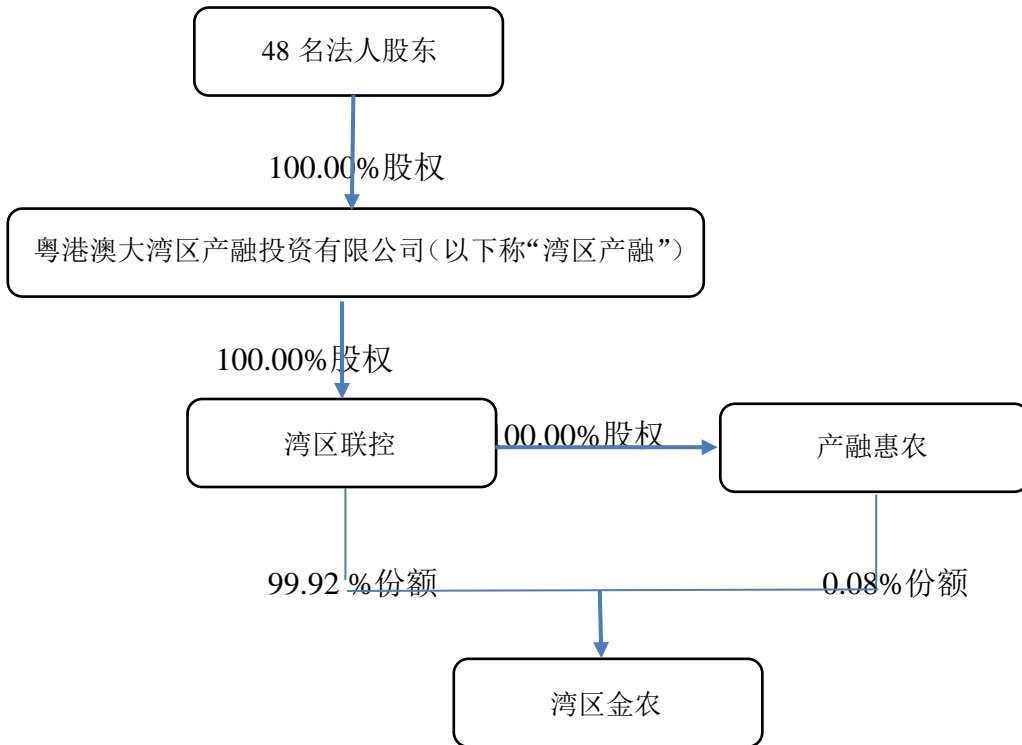 48 名法人股东
100.00%股权
粤港澳大湾区产融投资有限公司（以下称“湾区产融”）
100.00%股权
湾区联控
100.00%股权
产融惠农
99.92 %份额
0.08%份额
湾区金农